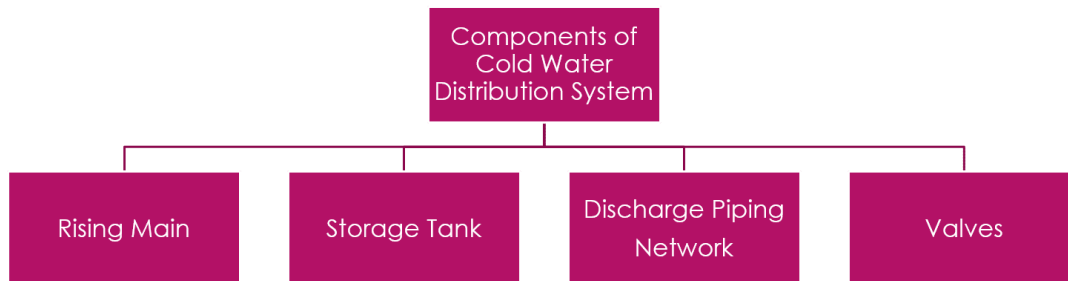 Components of
Cold Water
Distribution System
Rising Main
Storage Tank
Discharge Piping
Network
Valves